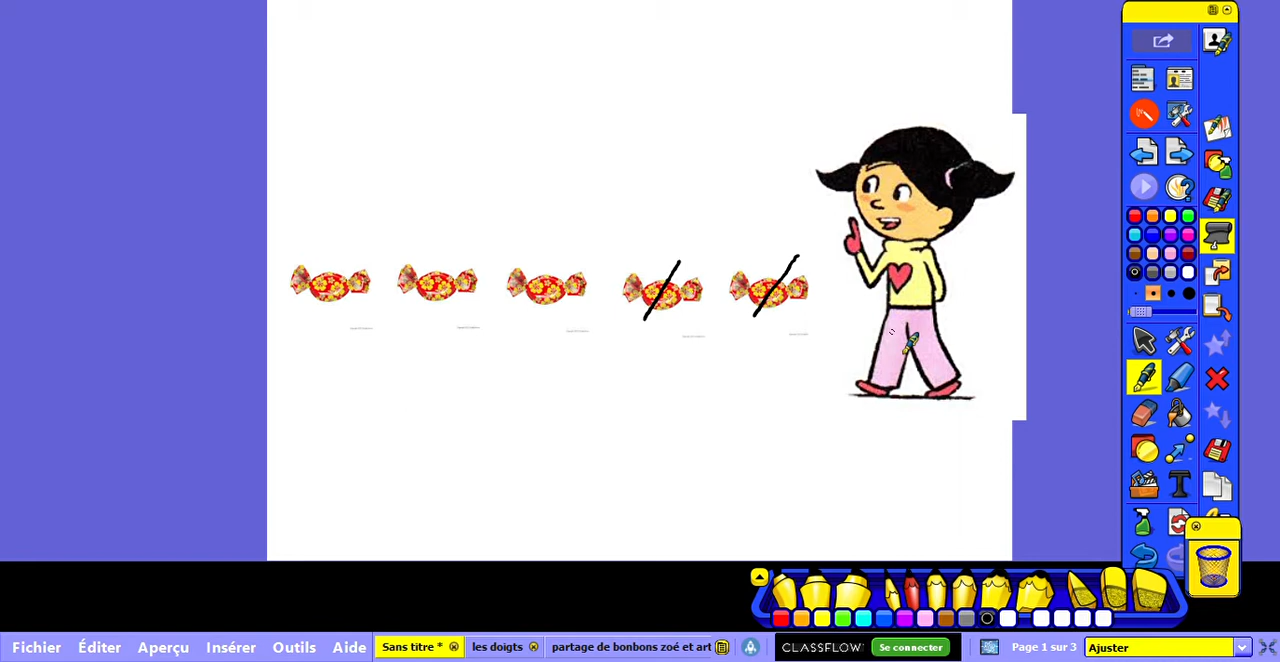 Fichier Éditer Aperçu Insérer Outils Aide Sans titre * les doigts partage de bonbons zoé et art CLASSFLOW Se connecter Page 1 sur 3 Ajuster